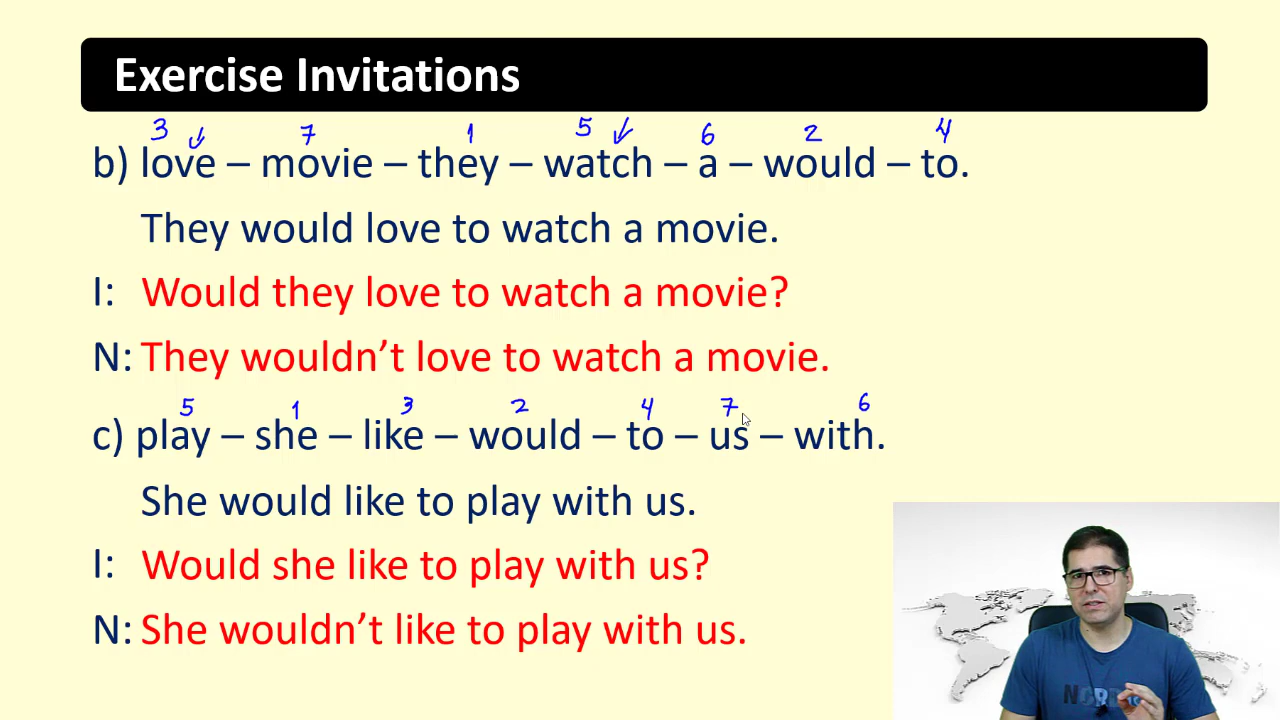 Exercise Invitations
3 7 1 5 6 2 4
b) love – movie – they – watch – a – would – to.
They would love to watch a movie.
I: Would they love to watch a movie?
N: They wouldn’t love to watch a movie.
5 1 3 2 4 7 6
c) play – she – like – would – to – us – with.
She would like to play with us.
I: Would she like to play with us?
N: She wouldn’t like to play with us.